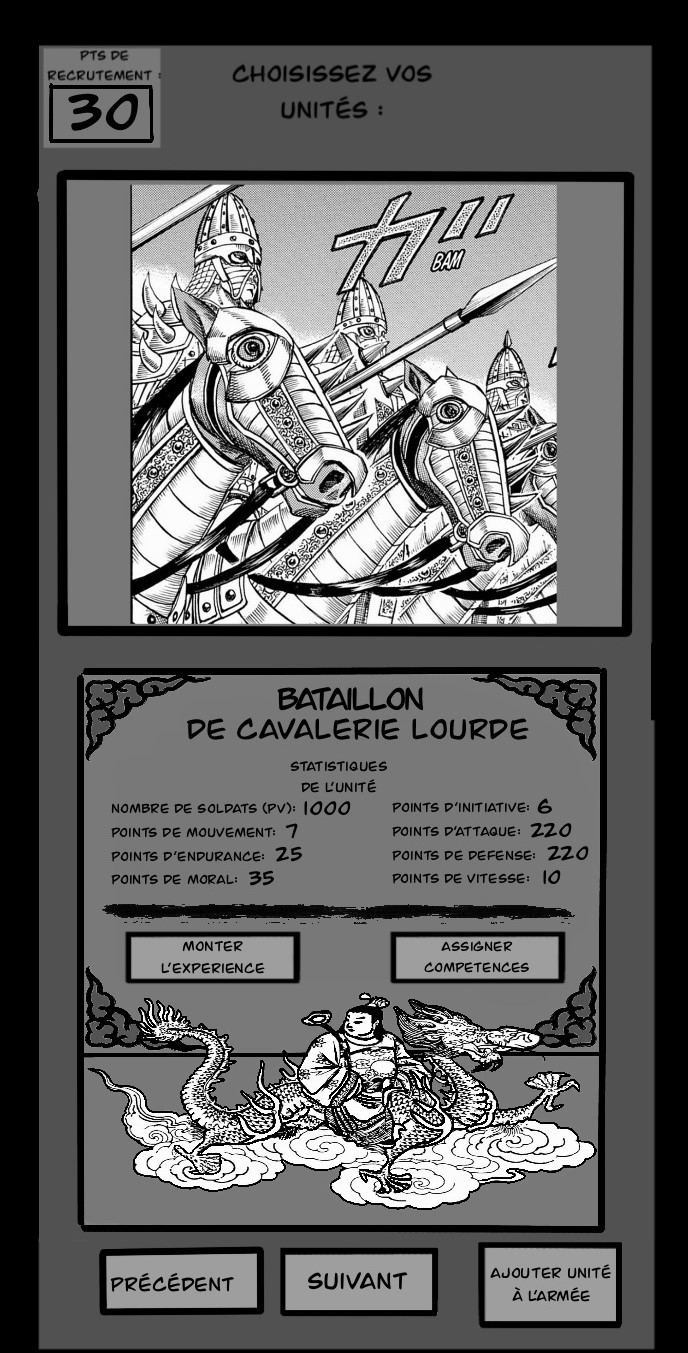 PTS DE
RECRUTEMENT :
30
CHOISISSEZ VOS
UNITÉS :
ガッ
BAM
BATAILLON
DE CAVALERIE LOURDE
STATISTIQUES
DE L'UNITÉ
NOMBRE DE SOLDATS (PV): 1000
POINTS DE MOUVEMENT: 7
POINTS D'ENDURANCE: 25
POINTS DE MORAL: 35
POINTS D'INITIATIVE: 6
POINTS D'ATTAQUE: 220
POINTS DE DEFENSE: 220
POINTS DE VITESSE: 10
MONTER
L'EXPERIENCE
ASSIGNER
COMPETENCES
PRÉCÉDENT
SUIVANT
AJOUTER UNITÉ
À L'ARMÉE